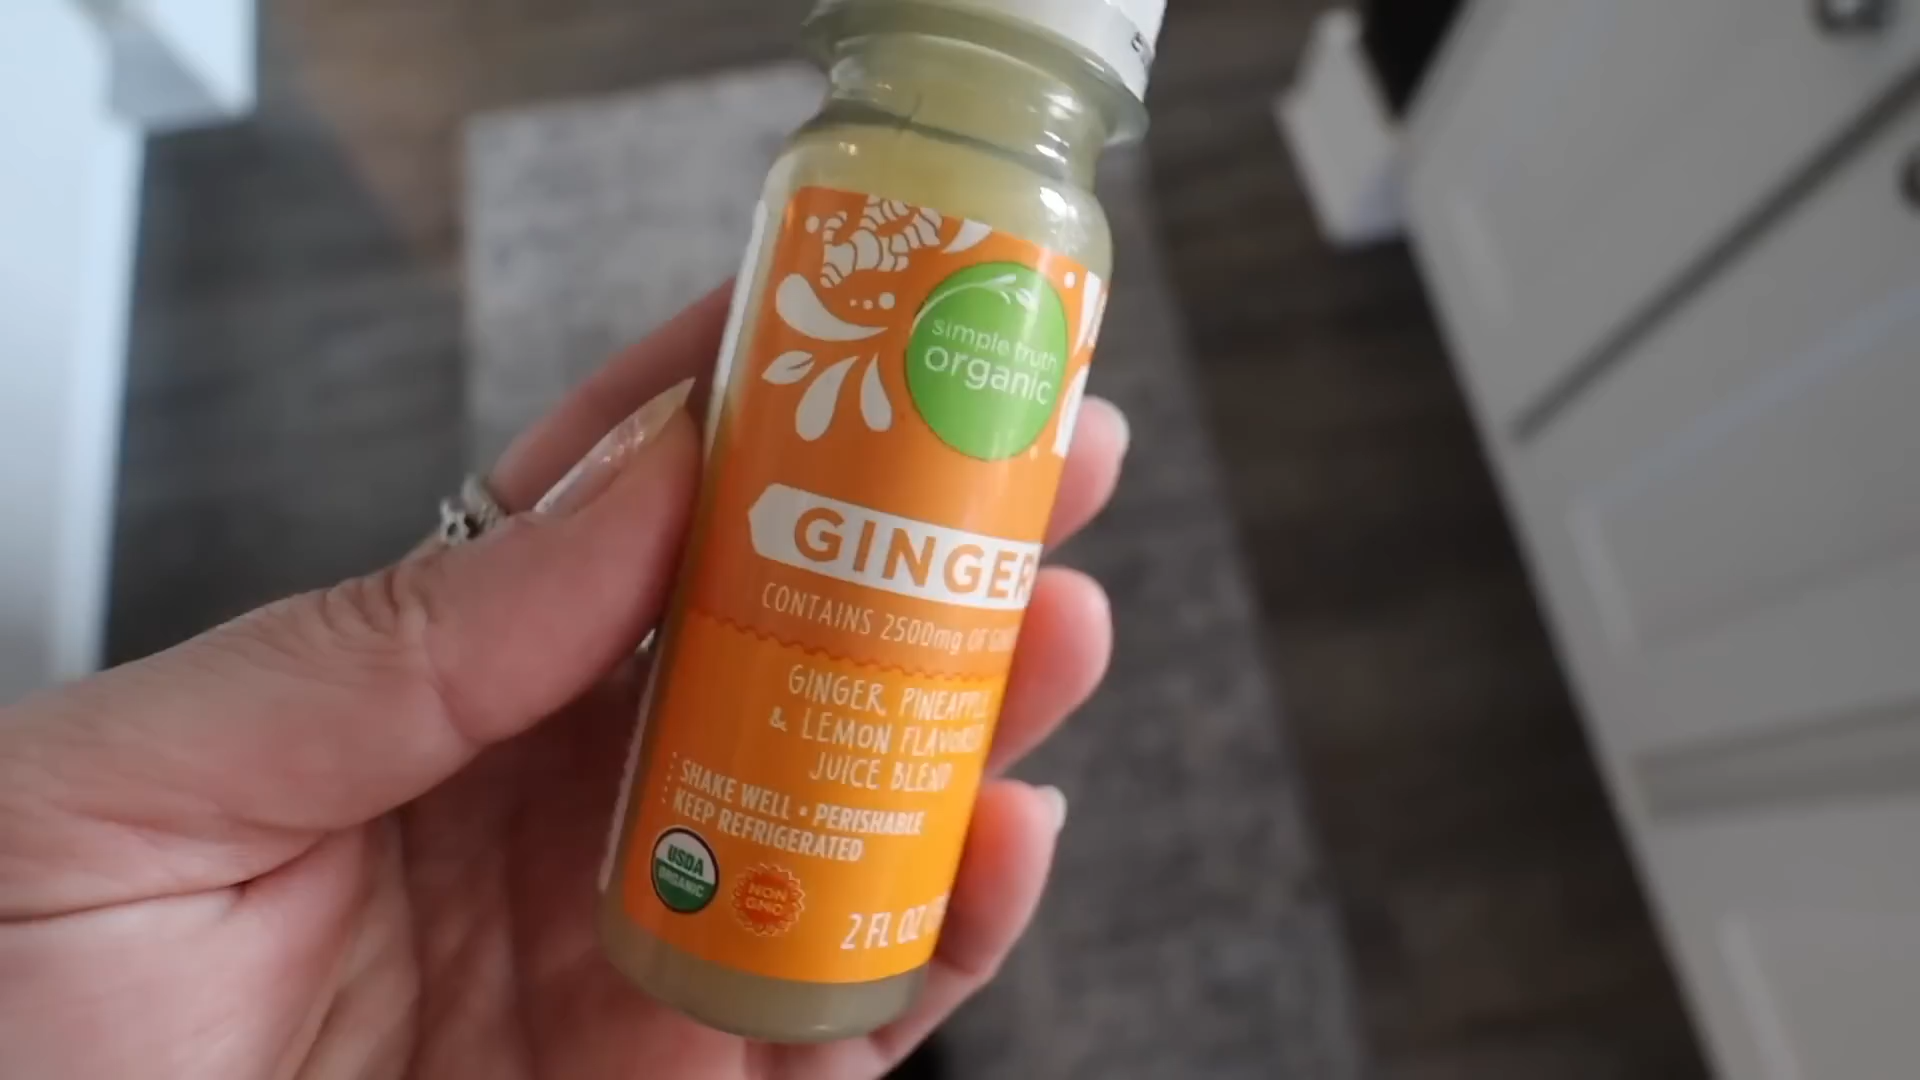 simple truth
organic
GINGER
CONTAINS 2500mg OF
GINGER, PINEAPPLE
& LEMON FLAVORED
JUICE BLEND
SHAKE WELL • PERISHABLE
KEEP REFRIGERATED
USDA
ORGANIC
NON
GMO
2 FL OZ